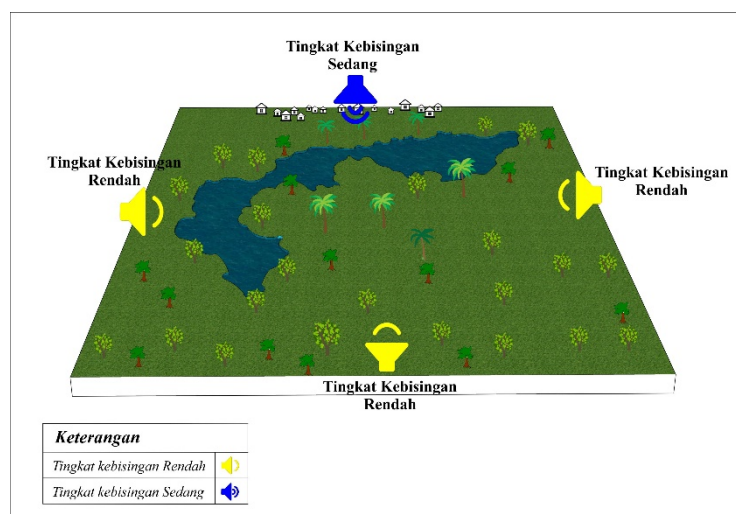 Tingkat Kebisingan
Sedang
Tingkat Kebisingan
Rendah
Tingkat Kebisingan
Rendah
Tingkat Kebisingan
Rendah
Keterangan
Tingkat kebisingan Rendah
Tingkat kebisingan Sedang